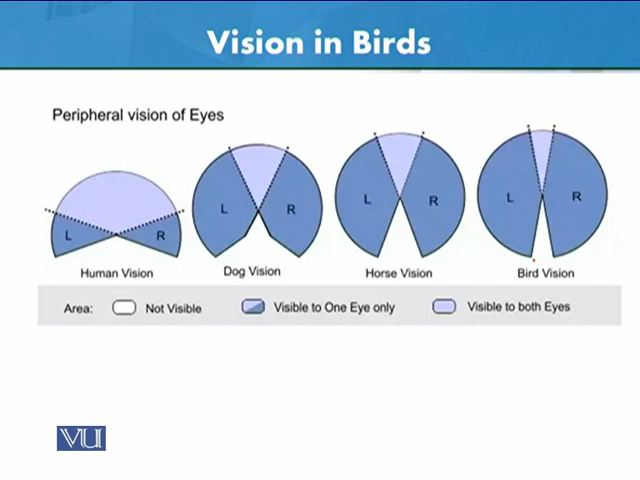 Vision in Birds
Peripheral vision of Eyes
L R L R L R L R
Human Vision Dog Vision Horse Vision Bird Vision
Area: Not Visible Visible to One Eye only Visible to both Eyes
VU